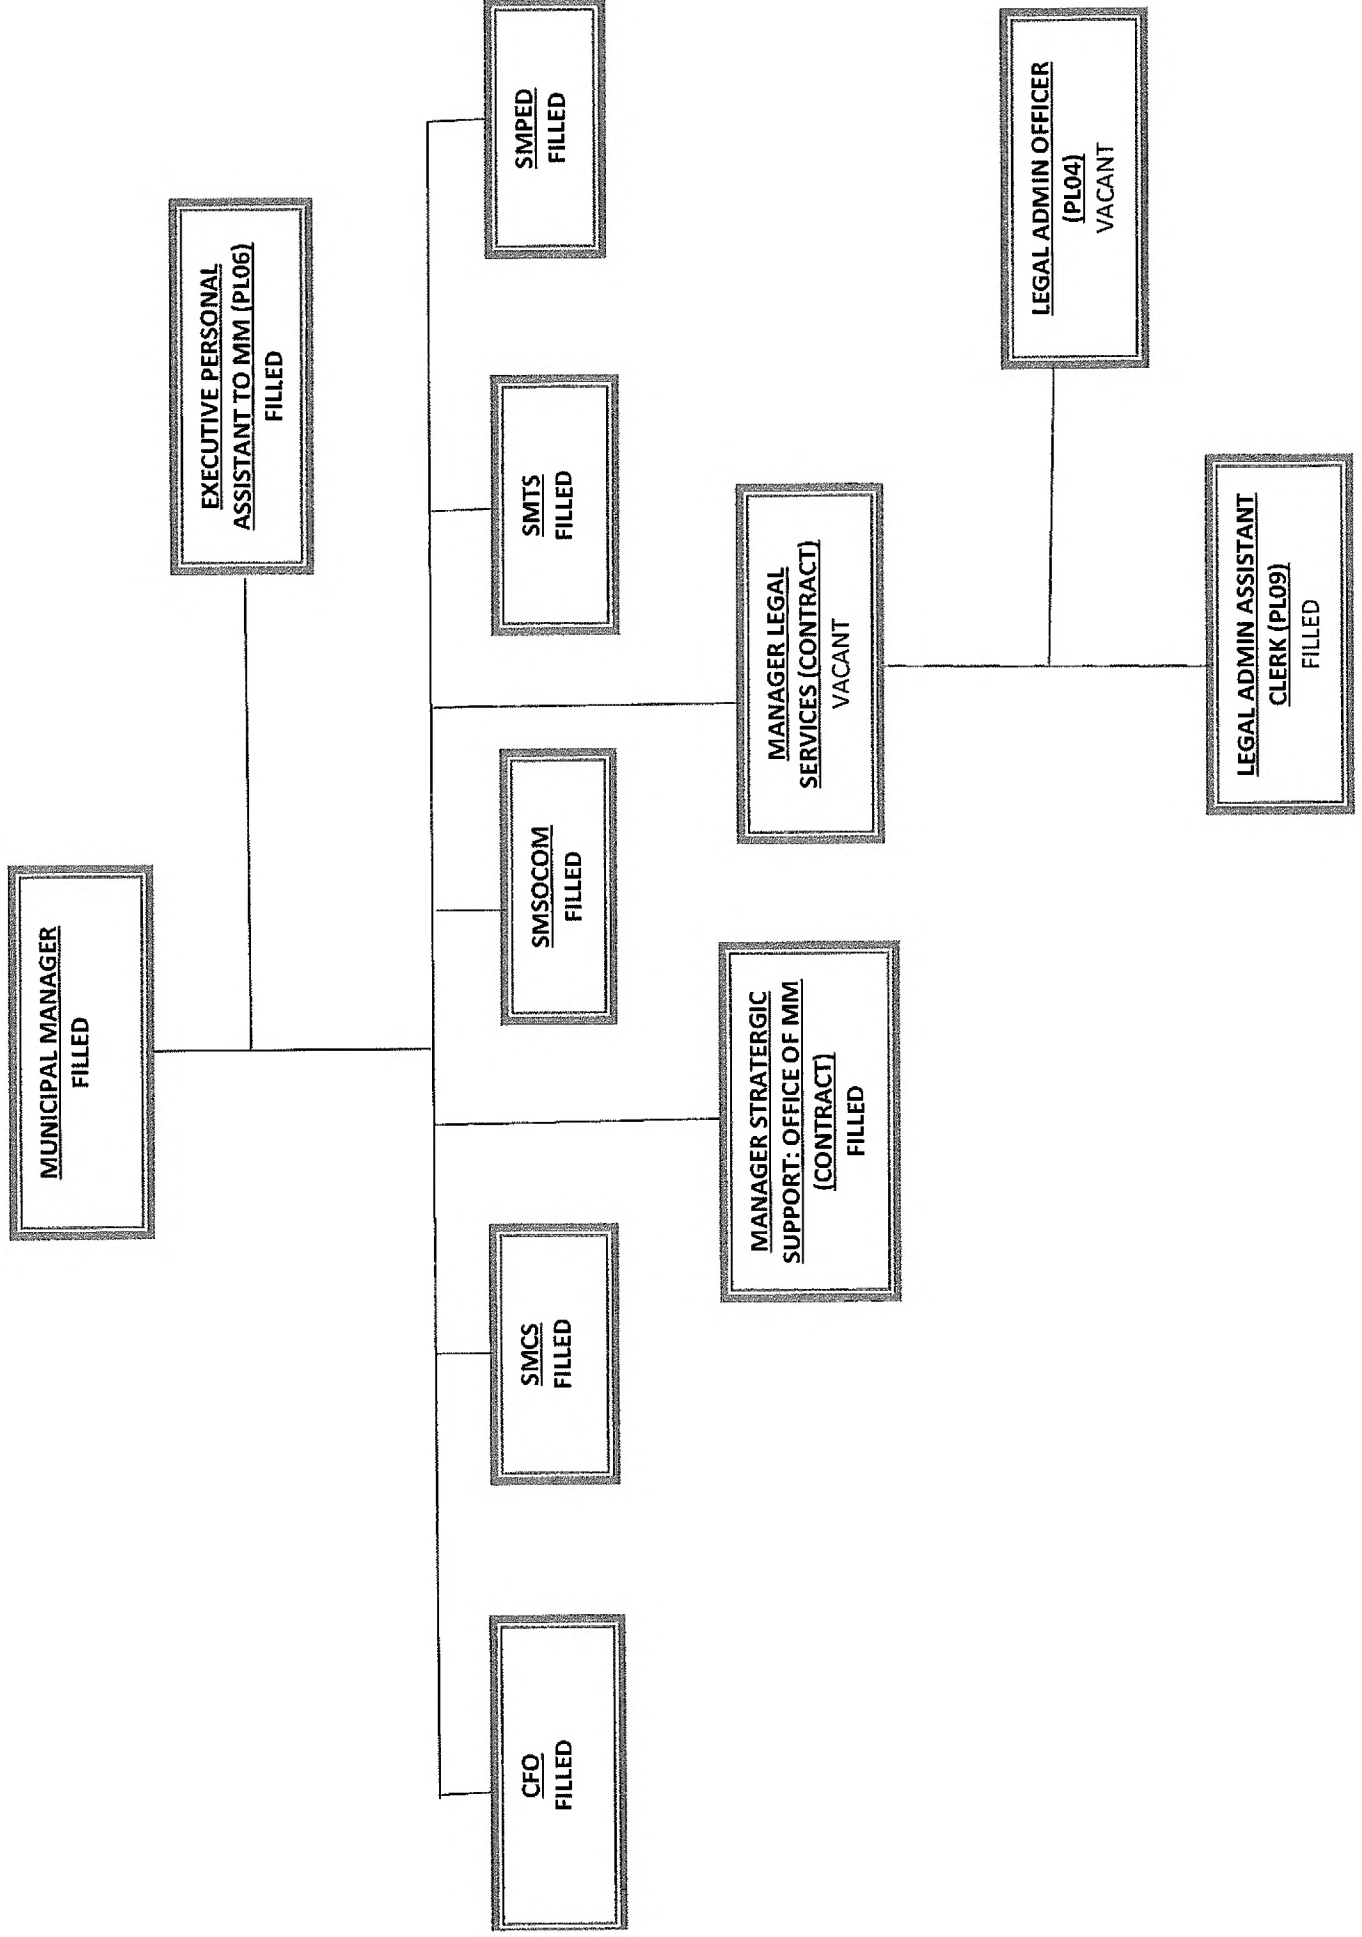 MUNICIPAL MANAGER
FILLED
EXECUTIVE PERSONAL
ASSISTANT TO MM (PL06)
FILLED
CFO
FILLED
SMCS
FILLED
SMSOCOM
FILLED
SMTS
FILLED
SMPED
FILLED
MANAGER STRATERGIC
SUPPORT: OFFICE OF MM
(CONTRACT)
FILLED
MANAGER LEGAL
SERVICES (CONTRACT)
VACANT
LEGAL ADMIN OFFICER
(PL04)
VACANT
LEGAL ADMIN ASSISTANT
CLERK (PL09)
FILLED